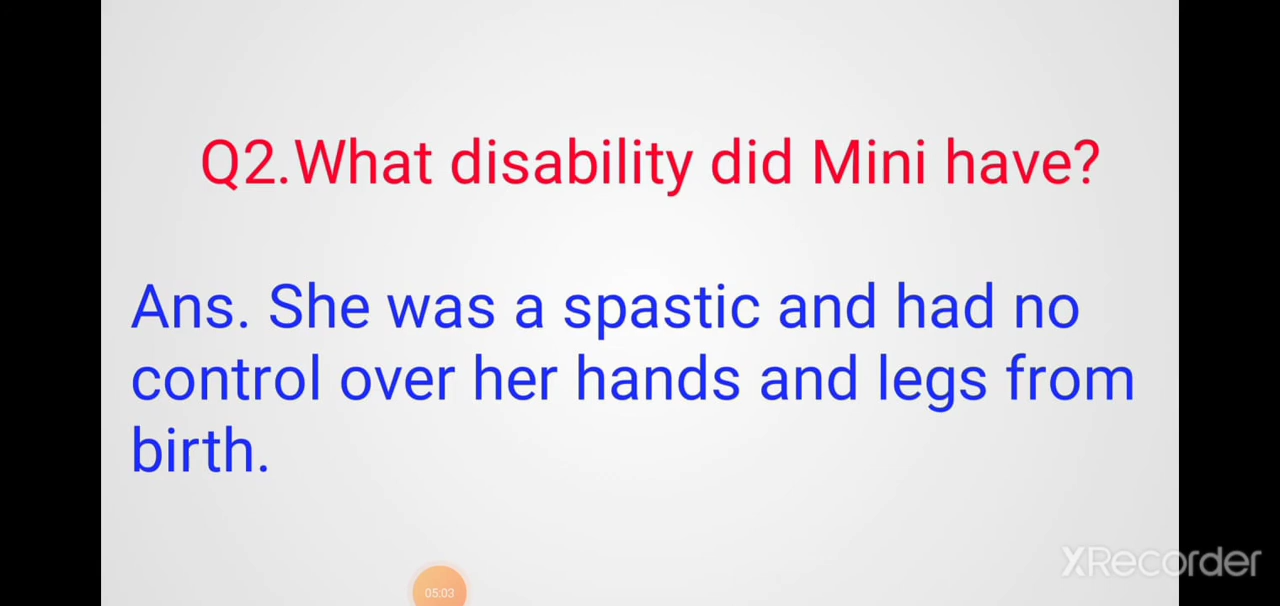 Q2.What disability did Mini have?
Ans. She was a spastic and had no
control over her hands and legs from
birth.
XRecorder
05:03